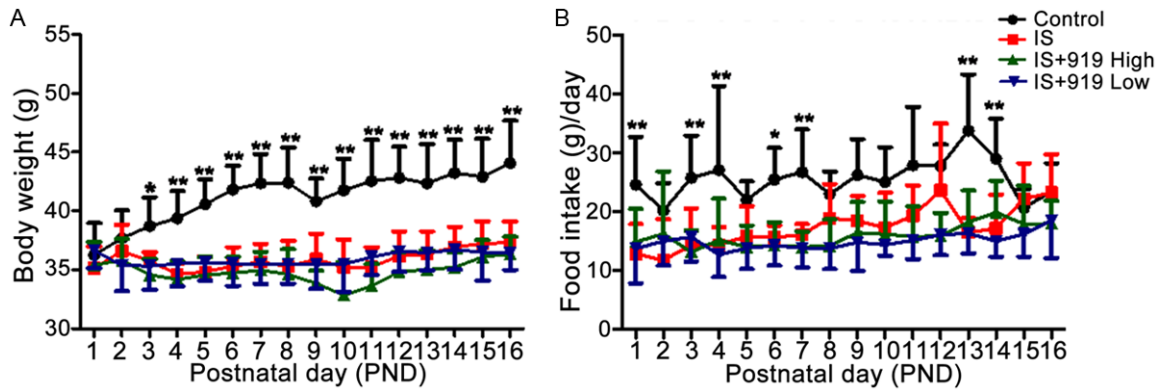 A
Body weight (g)
55
50
45
40
35
30
* ** ** ** ** ** ** ** ** ** ** ** ** **
1 2 3 4 5 6 7 8 9 10 11 12 13 14 15 16
Postnatal day (PND)
B
Food intake (g)/day
50
40
30
20
10
0
** ** ** * ** ** **
1 2 3 4 5 6 7 8 9 10 11 12 13 14 15 16
Postnatal day (PND)
Control
IS
IS+919 High
IS+919 Low